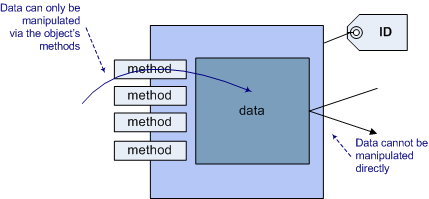 Data can only be
manipulated
via the object's
methods
ID
method
method
method
method
data
Data cannot be
manipulated
directly